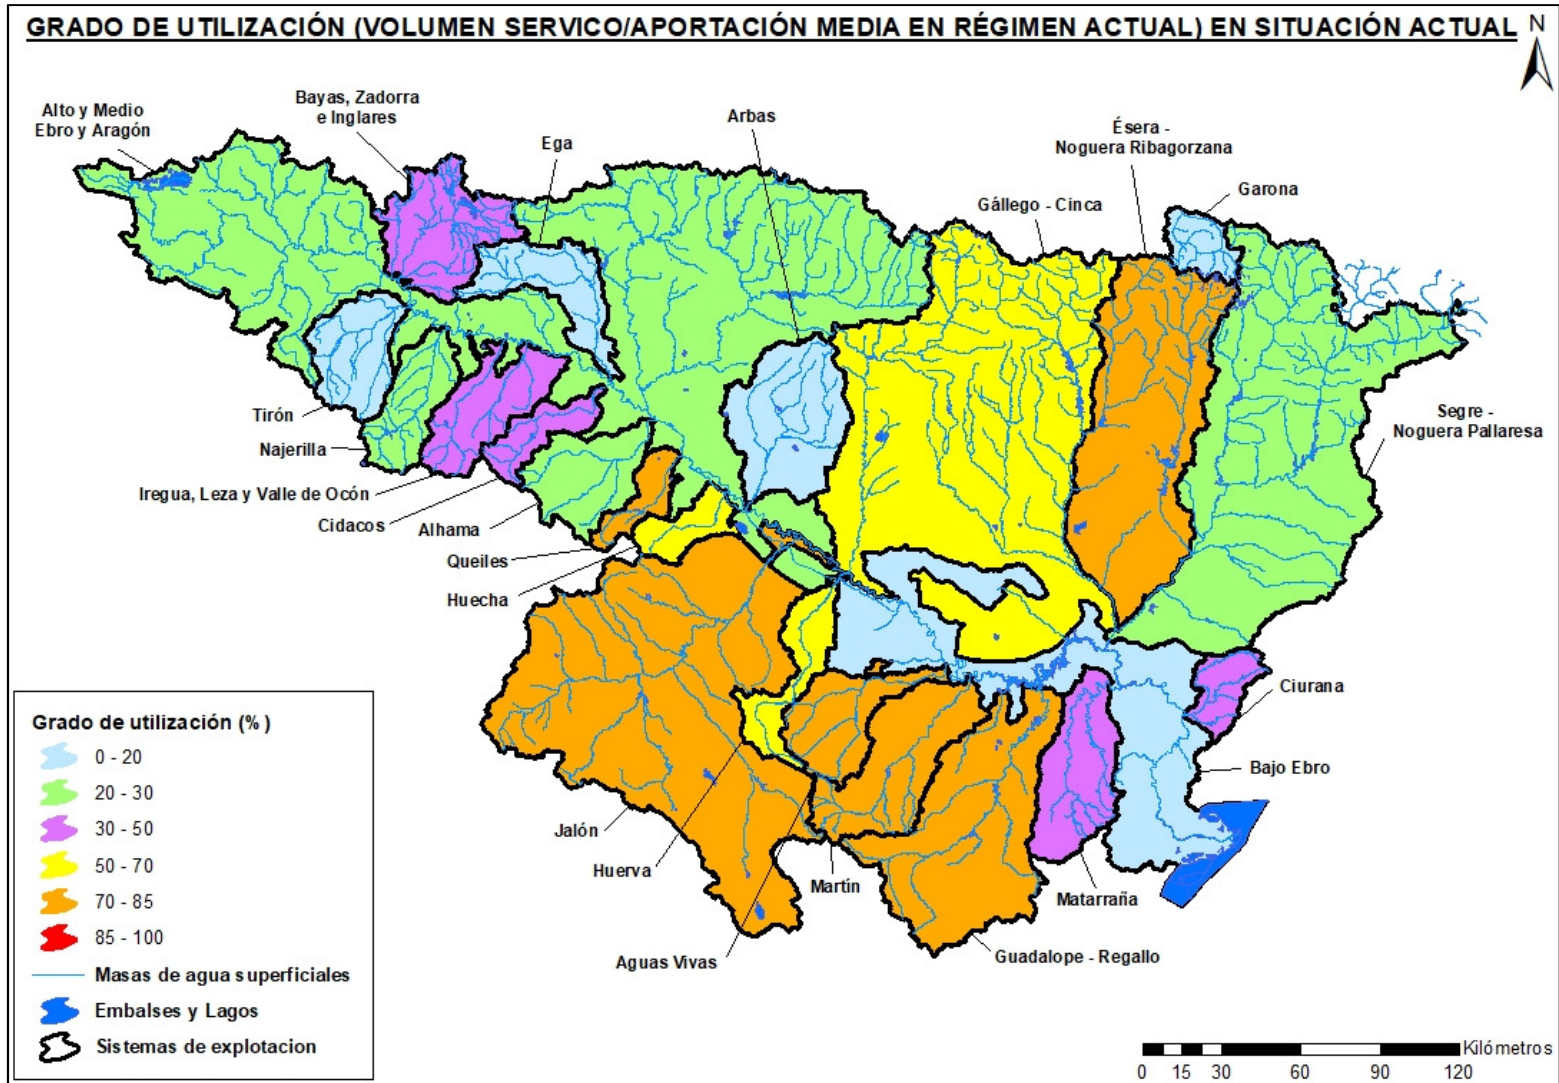 GRADO DE UTILIZACIÓN (VOLUMEN SERVICO/APORTACIÓN MEDIA EN RÉGIMEN ACTUAL) EN SITUACIÓN ACTUAL
N
Alto y Medio
Ebro y Aragón
Bayas, Zadorra
e Inglares
Ega
Arbas
Ésera -
Noguera Ribagorzana
Gállego - Cinca
Garona
Tirón
Najerilla
Iregua, Leza y Valle de Ocón
Cidacos
Alhama
Queiles
Huecha
Segre -
Noguera Pallaresa
Ciurana
Bajo Ebro
Jalón
Huerva
Martín
Matarraña
Aguas Vivas
Guadalope - Regallo
Grado de utilización (%)
0 - 20
20 - 30
30 - 50
50 - 70
70 - 85
85 - 100
Masas de agua superficiales
Embalses y Lagos
Sistemas de explotacion
Kilómetros
0 15 30 60 90 120